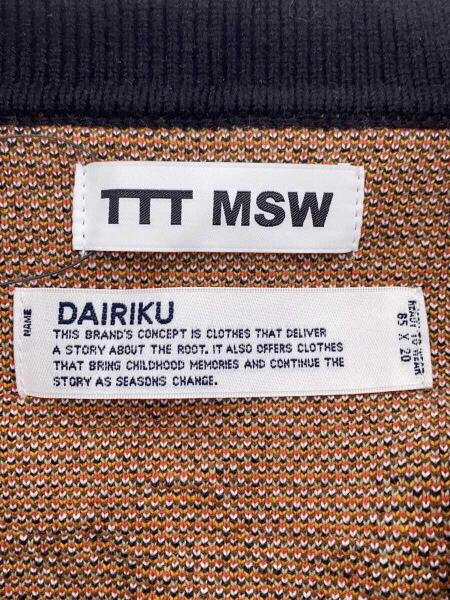 TTT MSW
NAME
DAIRIKU
THIS BRAND'S CONCEPT IS CLOTHES THAT DELIVER
A STORY ABOUT THE ROOT. IT ALSO OFFERS CLOTHES
THAT BRING CHILDHOOD MEMORIES AND CONTINUE THE
STORY AS SEASONS CHANGE.
READY TO WEAR
85 X 20